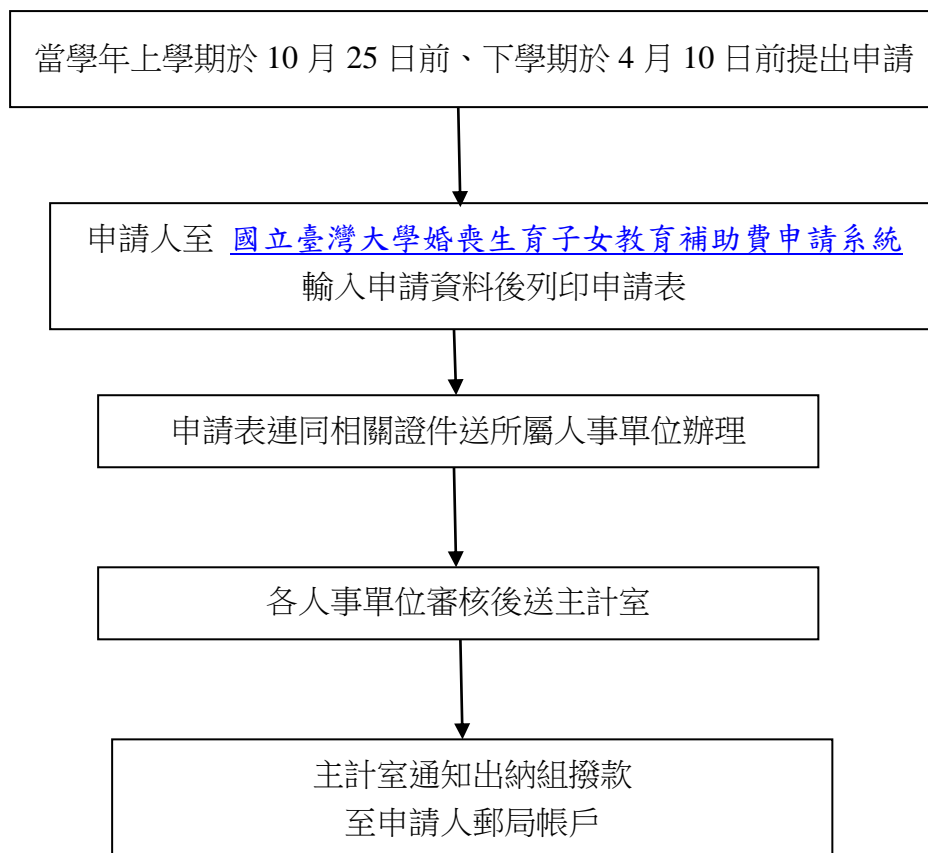 當學年上學期於 10 月 25 日前、下學期於 4 月 10 日前提出申請
申請人至 國立臺灣大學婚喪生育子女教育補助費申請系統
輸入申請資料後列印申請表
申請表連同相關證件送所屬人事單位辦理
各人事單位審核後送主計室
主計室通知出納組撥款
至申請人郵局帳戶